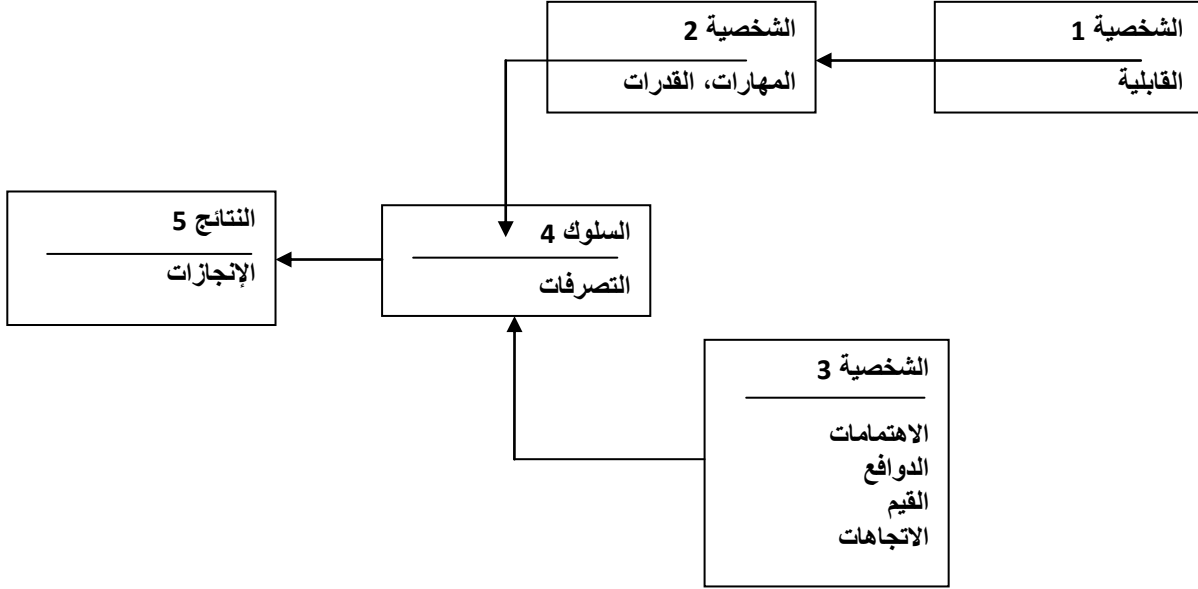 الشخصية 1
القابلية
الشخصية 2
المهارات، القدرات
الشخصية 3
الاهتمامات
الدوافع
القيم
الاتجاهات
السلوك 4
التصرفات
النتائج 5
الإنجازات